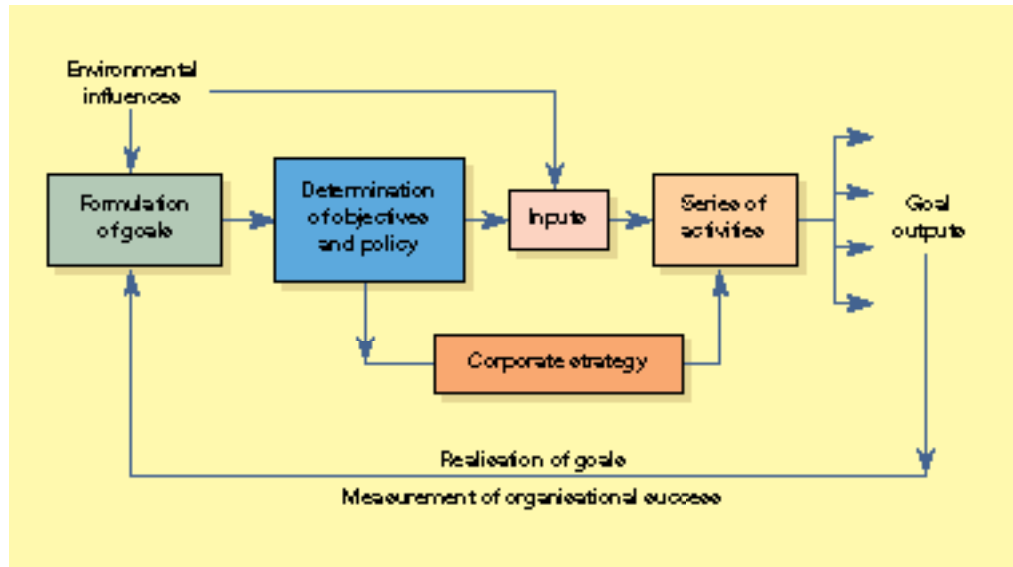 Environmental
influences
Formulation
of goals
Determination
of objectives
and policy
Inputs
Series of
activities
Goal
outputs
Corporate strategy
Realisation of goals
Measurement of organisational success